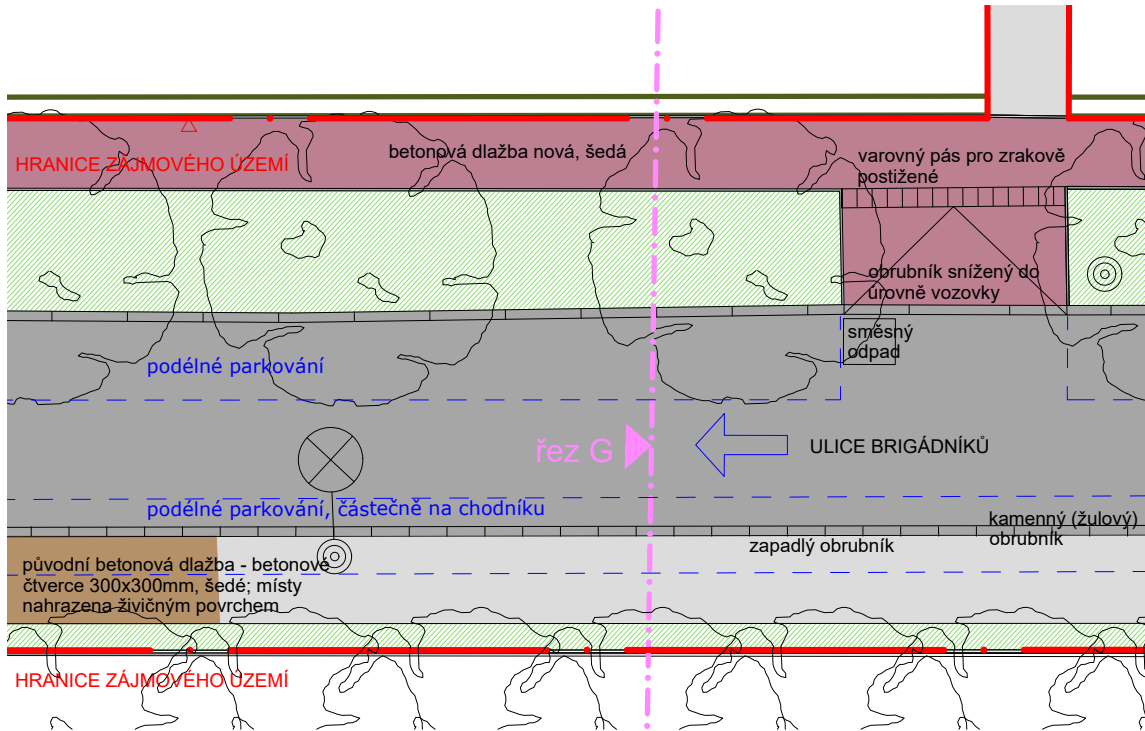 betonová dlažba nová, šedá
HRANICE ZÁJMOVÉHO ÚZEMÍ
varovný pás pro zrakově
postižené
obrubník snížený do
úrovně vozovky
směsný
odpad
podélné parkování
řez G
ULICE BRIGÁDNÍKŮ
podélné parkování, částečně na chodníku
kamenný (žulový)
obrubník
zapadlý obrubník
původní betonová dlažba - betonové
čtverce 300x300mm, šedé; místy
nahrazena živičným povrchem
HRANICE ZÁJMOVÉHO ÚZEMÍ